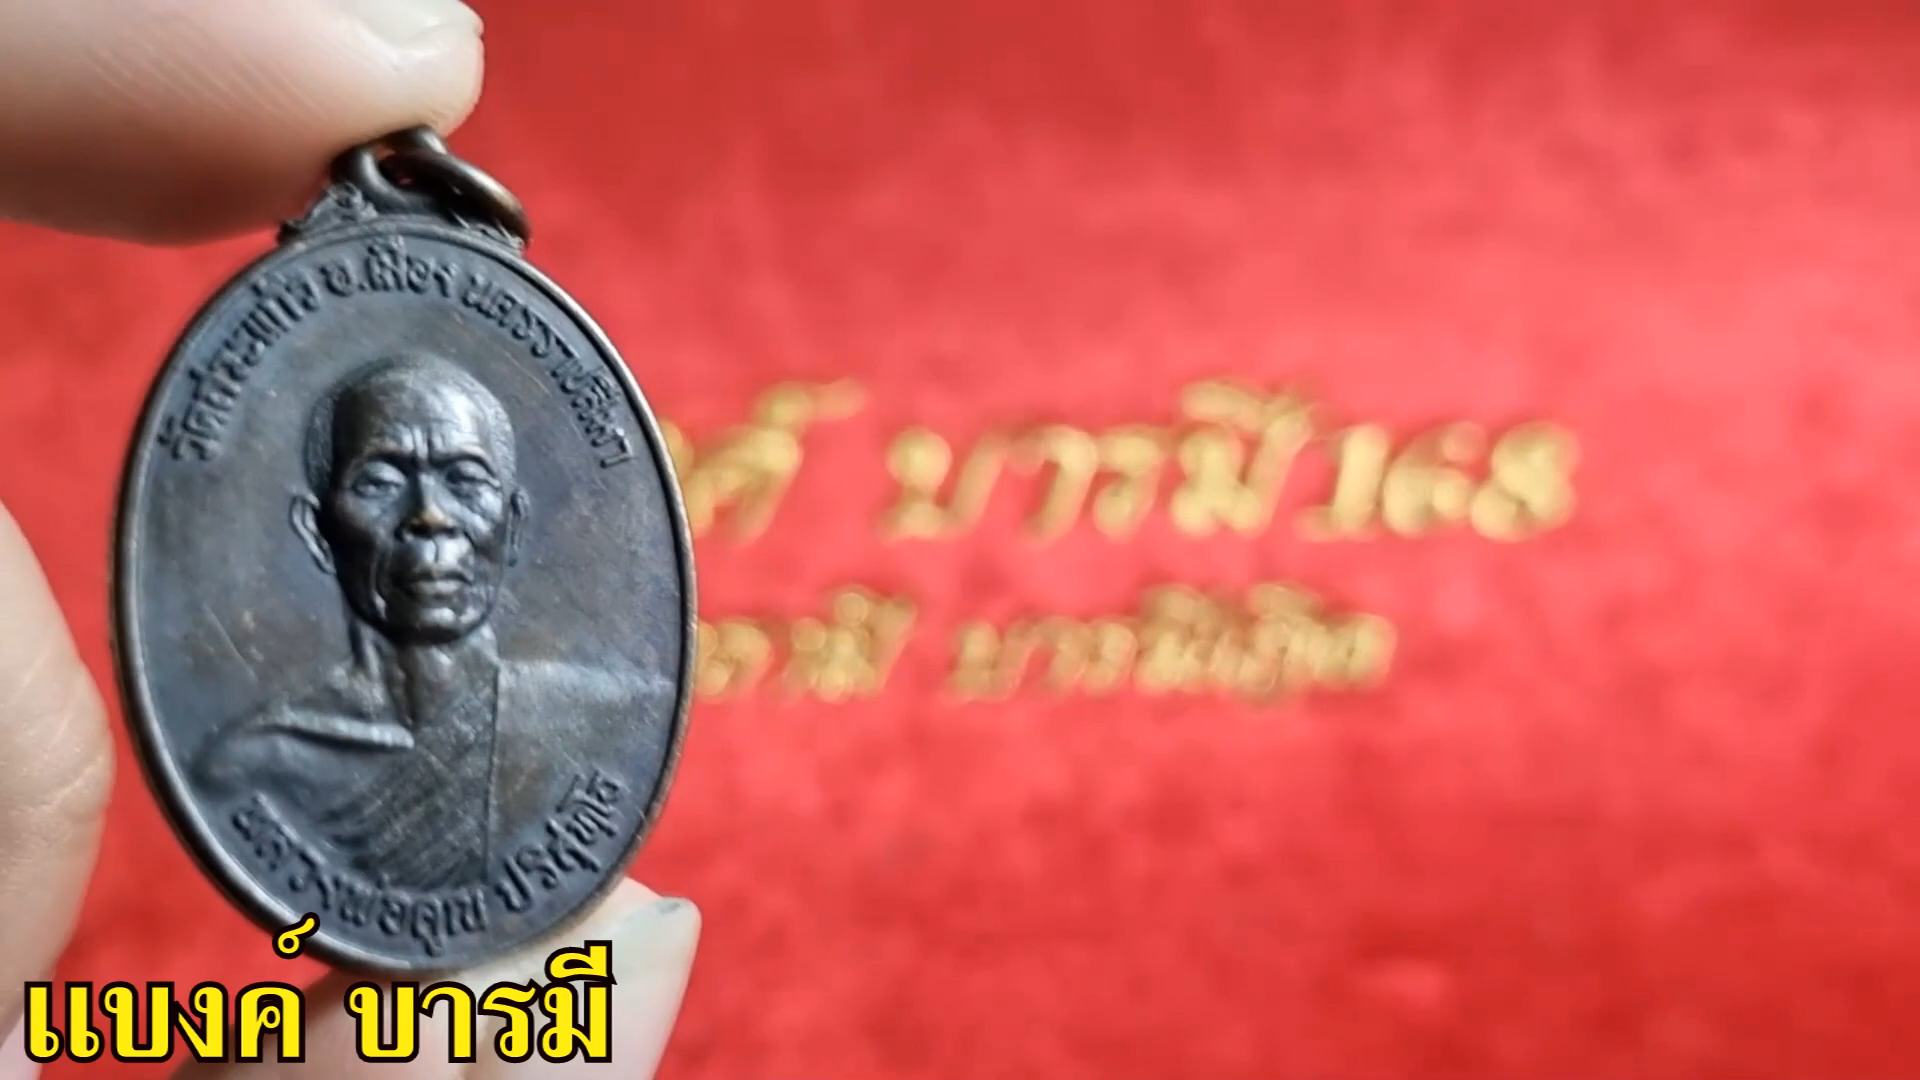 วัดสระแก้ว อ.เมือง นครราชสีมา
หลวงพ่อคูณ ปริสุทโธ
บารมี 168
แบงค์ บารมี